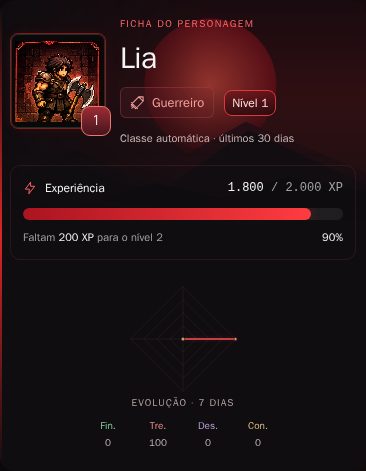 FICHA DO PERSONAGEM
Lia
Guerreiro
Nível 1
1
Classe automática · últimos 30 dias
Experiência
1.800 / 2.000 XP
Faltam 200 XP para o nível 2
90%
EVOLUÇÃO · 7 DIAS
Fin. Tre. Des. Con.
0 100 0 0